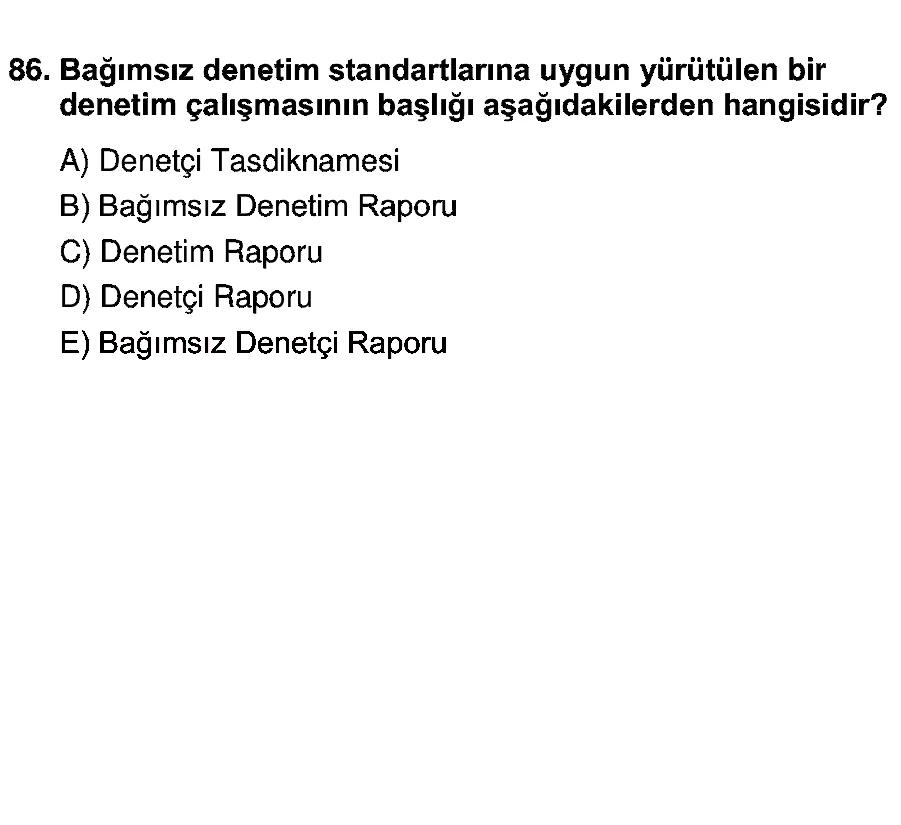 86. Bağımsız denetim standartlarına uygun yürütülen bir
denetim çalışmasının başlığı aşağıdakilerden hangisidir?
A) Denetçi Tasdiknamesi
B) Bağımsız Denetim Raporu
C) Denetim Raporu
D) Denetçi Raporu
E) Bağımsız Denetçi Raporu